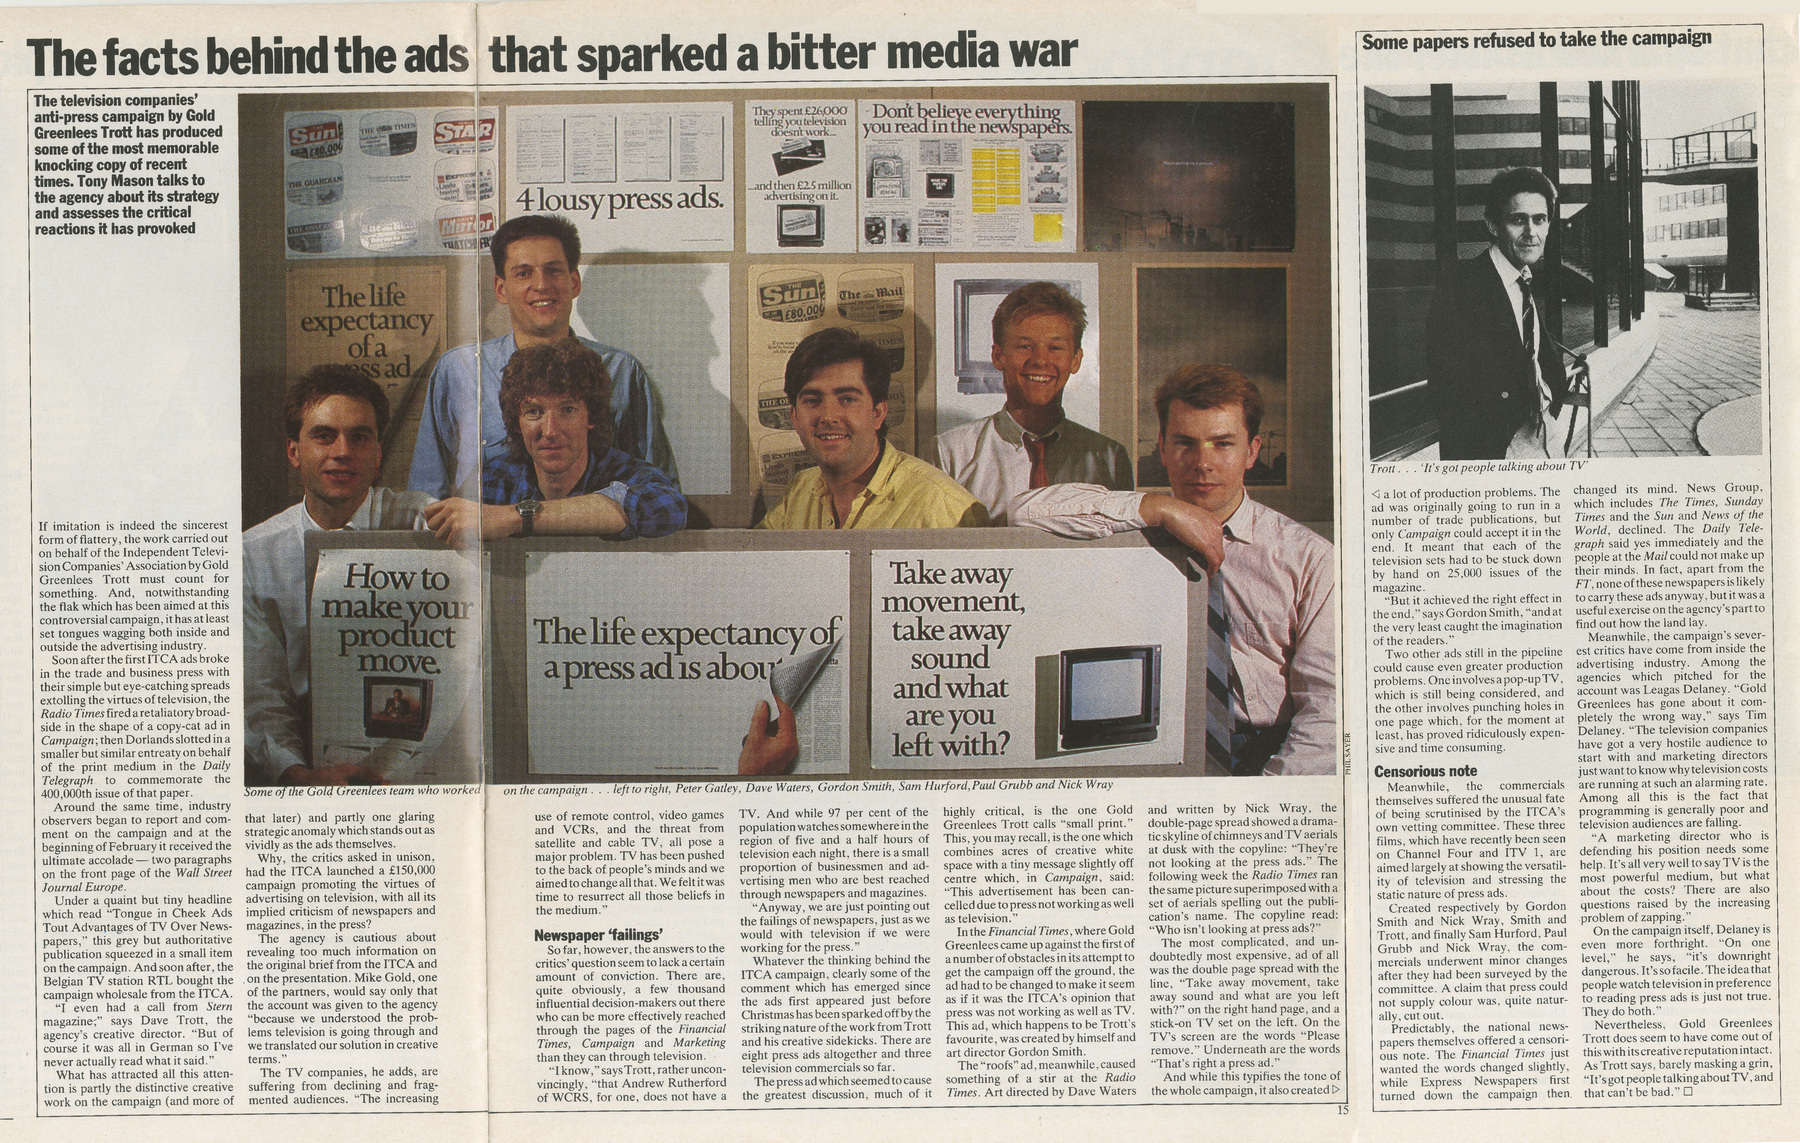 The facts behind the ads that sparked a bitter media war
The television companies'
anti-press campaign by Gold
Greenlees Trott has produced
some of the most memorable
knocking copy of recent
times. Tony Mason talks to
the agency about its strategy
and assesses the critical
reactions it has provoked
Sun
£80,000
THE TIMES
STAR
THE GUARDIAN
Mirror
4 lousy press ads.
They spent £26,000
telling you television
doesn't work...
...and then £2.5 million
advertising on it.
Don't believe everything
you read in the newspapers.
The life
expectancy
of a
press ad
THE
Sun
£80,000
The Mail
How to
make your
product
move.
The life expectancy of
a press ad is about
Take away
movement,
take away
sound
and what
are you
left with?
PHIL SAYER
Some of the Gold Greenlees team who worked on the campaign . . . left to right, Peter Gatley, Dave Waters, Gordon Smith, Sam Hurford, Paul Grubb and Nick Wray
If imitation is indeed the sincerest
form of flattery, the work carried out
on behalf of the Independent Televi-
sion Companies' Association by Gold
Greenlees Trott must count for
something. And, notwithstanding
the flak which has been aimed at this
controversial campaign, it has at least
set tongues wagging both inside and
outside the advertising industry.
Soon after the first ITCA ads broke
in the trade and business press with
their simple but eye-catching spreads
extolling the virtues of television, the
Radio Times fired a retaliatory broad-
side in the shape of a copy-cat ad in
Campaign; then Dorlands slotted in a
smaller but similar entreaty on behalf
of the print medium in the Daily
Telegraph to commemorate the
400,000th issue of that paper.
Around the same time, industry
observers began to report and com-
ment on the campaign and at the
beginning of February it received the
ultimate accolade — two paragraphs
on the front page of the Wall Street
Journal Europe.
Under a quaint but tiny headline
which read "Tongue in Cheek Ads
Tout Advantages of TV Over News-
papers," this grey but authoritative
publication squeezed in a small item
on the campaign. And soon after, the
Belgian TV station RTL bought the
campaign wholesale from the ITCA.
"I even had a call from Stern
magazine;" says Dave Trott, the
agency's creative director. "But of
course it was all in German so I've
never actually read what it said."
What has attracted all this atten-
tion is partly the distinctive creative
work on the campaign (and more of
that later) and partly one glaring
strategic anomaly which stands out as
vividly as the ads themselves.
Why, the critics asked in unison,
had the ITCA launched a £150,000
campaign promoting the virtues of
advertising on television, with all its
implied criticism of newspapers and
magazines, in the press?
The agency is cautious about
revealing too much information on
the original brief from the ITCA and
on the presentation. Mike Gold, one
of the partners, would say only that
the account was given to the agency
"because we understood the prob-
lems television is going through and
we translated our solution in creative
terms."
The TV companies, he adds, are
suffering from declining and frag-
mented audiences. "The increasing
use of remote control, video games
and VCRs, and the threat from
satellite and cable TV, all pose a
major problem. TV has been pushed
to the back of people's minds and we
aimed to change all that. We felt it was
time to resurrect all those beliefs in
the medium."
Newspaper 'failings'
So far, however, the answers to the
critics' question seem to lack a certain
amount of conviction. There are,
quite obviously, a few thousand
influential decision-makers out there
who can be more effectively reached
through the pages of the Financial
Times, Campaign and Marketing
than they can through television.
"I know," says Trott, rather uncon-
vincingly, "that Andrew Rutherford
of WCRS, for one, does not have a
TV. And while 97 per cent of the
population watches somewhere in the
region of five and a half hours of
television each night, there is a small
proportion of businessmen and ad-
vertising men who are best reached
through newspapers and magazines.
"Anyway, we are just pointing out
the failings of newspapers, just as we
would with television if we were
working for the press."
Whatever the thinking behind the
ITCA campaign, clearly some of the
comment which has emerged since
the ads first appeared just before
Christmas has been sparked off by the
striking nature of the work from Trott
and his creative sidekicks. There are
eight press ads altogether and three
television commercials so far.
The press ad which seemed to cause
the greatest discussion, much of it
highly critical, is the one Gold
Greenlees Trott calls "small print."
This, you may recall, is the one which
combines acres of creative white
space with a tiny message slightly off
centre which, in Campaign, said:
"This advertisement has been can-
celled due to press not working as well
as television."
In the Financial Times, where Gold
Greenlees came up against the first of
a number of obstacles in its attempt to
get the campaign off the ground, the
ad had to be changed to make it seem
as if it was the ITCA's opinion that
press was not working as well as TV.
This ad, which happens to be Trott's
favourite, was created by himself and
art director Gordon Smith.
The "roofs" ad, meanwhile, caused
something of a stir at the Radio
Times. Art directed by Dave Waters
and written by Nick Wray, the
double-page spread showed a drama-
tic skyline of chimneys and TV aerials
at dusk with the copyline: "They're
not looking at the press ads." The
following week the Radio Times ran
the same picture superimposed with a
set of aerials spelling out the publi-
cation's name. The copyline read:
"Who isn't looking at press ads?"
The most complicated, and un-
doubtedly most expensive, ad of all
was the double page spread with the
line, "Take away movement, take
away sound and what are you left
with?" on the right hand page, and a
stick-on TV set on the left. On the
TV's screen are the words "Please
remove." Underneath are the words
"That's right a press ad."
And while this typifies the tone of
the whole campaign, it also created ▷
15
Some papers refused to take the campaign
Trott . . . 'It's got people talking about TV'
◁ a lot of production problems. The
ad was originally going to run in a
number of trade publications, but
only Campaign could accept it in the
end. It meant that each of the
television sets had to be stuck down
by hand on 25,000 issues of the
magazine.
"But it achieved the right effect in
the end," says Gordon Smith, "and at
the very least caught the imagination
of the readers."
Two other ads still in the pipeline
could cause even greater production
problems. One involves a pop-up TV,
which is still being considered, and
the other involves punching holes in
one page which, for the moment at
least, has proved ridiculously expen-
sive and time consuming.
Censorious note
Meanwhile, the commercials
themselves suffered the unusual fate
of being scrutinised by the ITCA's
own vetting committee. These three
films, which have recently been seen
on Channel Four and ITV 1, are
aimed largely at showing the versatil-
ity of television and stressing the
static nature of press ads.
Created respectively by Gordon
Smith and Nick Wray, Smith and
Trott, and finally Sam Hurford, Paul
Grubb and Nick Wray, the com-
mercials underwent minor changes
after they had been surveyed by the
committee. A claim that press could
not supply colour was, quite natur-
ally, cut out.
Predictably, the national news-
papers themselves offered a censori-
ous note. The Financial Times just
wanted the words changed slightly,
while Express Newspapers first
turned down the campaign then
changed its mind. News Group,
which includes The Times, Sunday
Times and the Sun and News of the
World, declined. The Daily Tele-
graph said yes immediately and the
people at the Mail could not make up
their minds. In fact, apart from the
FT, none of these newspapers is likely
to carry these ads anyway, but it was a
useful exercise on the agency's part to
find out how the land lay.
Meanwhile, the campaign's sever-
est critics have come from inside the
advertising industry. Among the
agencies which pitched for the
account was Leagas Delaney. "Gold
Greenlees has gone about it com-
pletely the wrong way," says Tim
Delaney. "The television companies
have got a very hostile audience to
start with and marketing directors
just want to know why television costs
are running at such an alarming rate.
Among all this is the fact that
programming is generally poor and
television audiences are falling.
"A marketing director who is
defending his position needs some
help. It's all very well to say TV is the
most powerful medium, but what
about the costs? There are also
questions raised by the increasing
problem of zapping."
On the campaign itself, Delaney is
even more forthright. "On one
level," he says, "it's downright
dangerous. It's so facile. The idea that
people watch television in preference
to reading press ads is just not true.
They do both."
Nevertheless, Gold Greenlees
Trott does seem to have come out of
this with its creative reputation intact.
As Trott says, barely masking a grin,
"It's got people talking about TV, and
that can't be bad." □